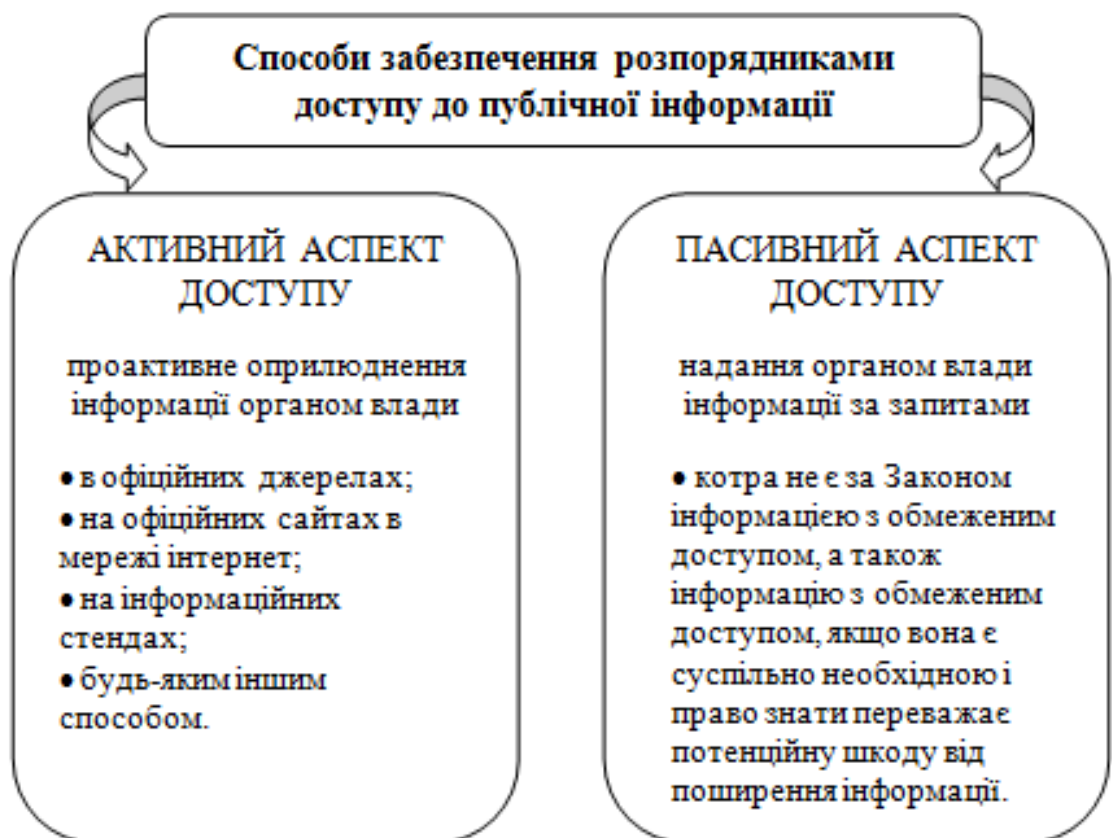 Способи забезпечення розпорядниками
доступу до публічної інформації
АКТИВНИЙ АСПЕКТ
ДОСТУПУ
проактивне оприлюднення
інформації органом влади
• в офіційних джерелах;
• на офіційних сайтах в
мережі інтернет;
• на інформаційних
стендах;
• будь-яким іншим
способом.
ПАСИВНИЙ АСПЕКТ
ДОСТУПУ
надання органом влади
інформації за запитами
• котра не є за Законом
інформацією з обмеженим
доступом, а також
інформацію з обмеженим
доступом, якщо вона є
суспільно необхідною і
право знати переважає
потенційну шкоду від
поширення інформації.